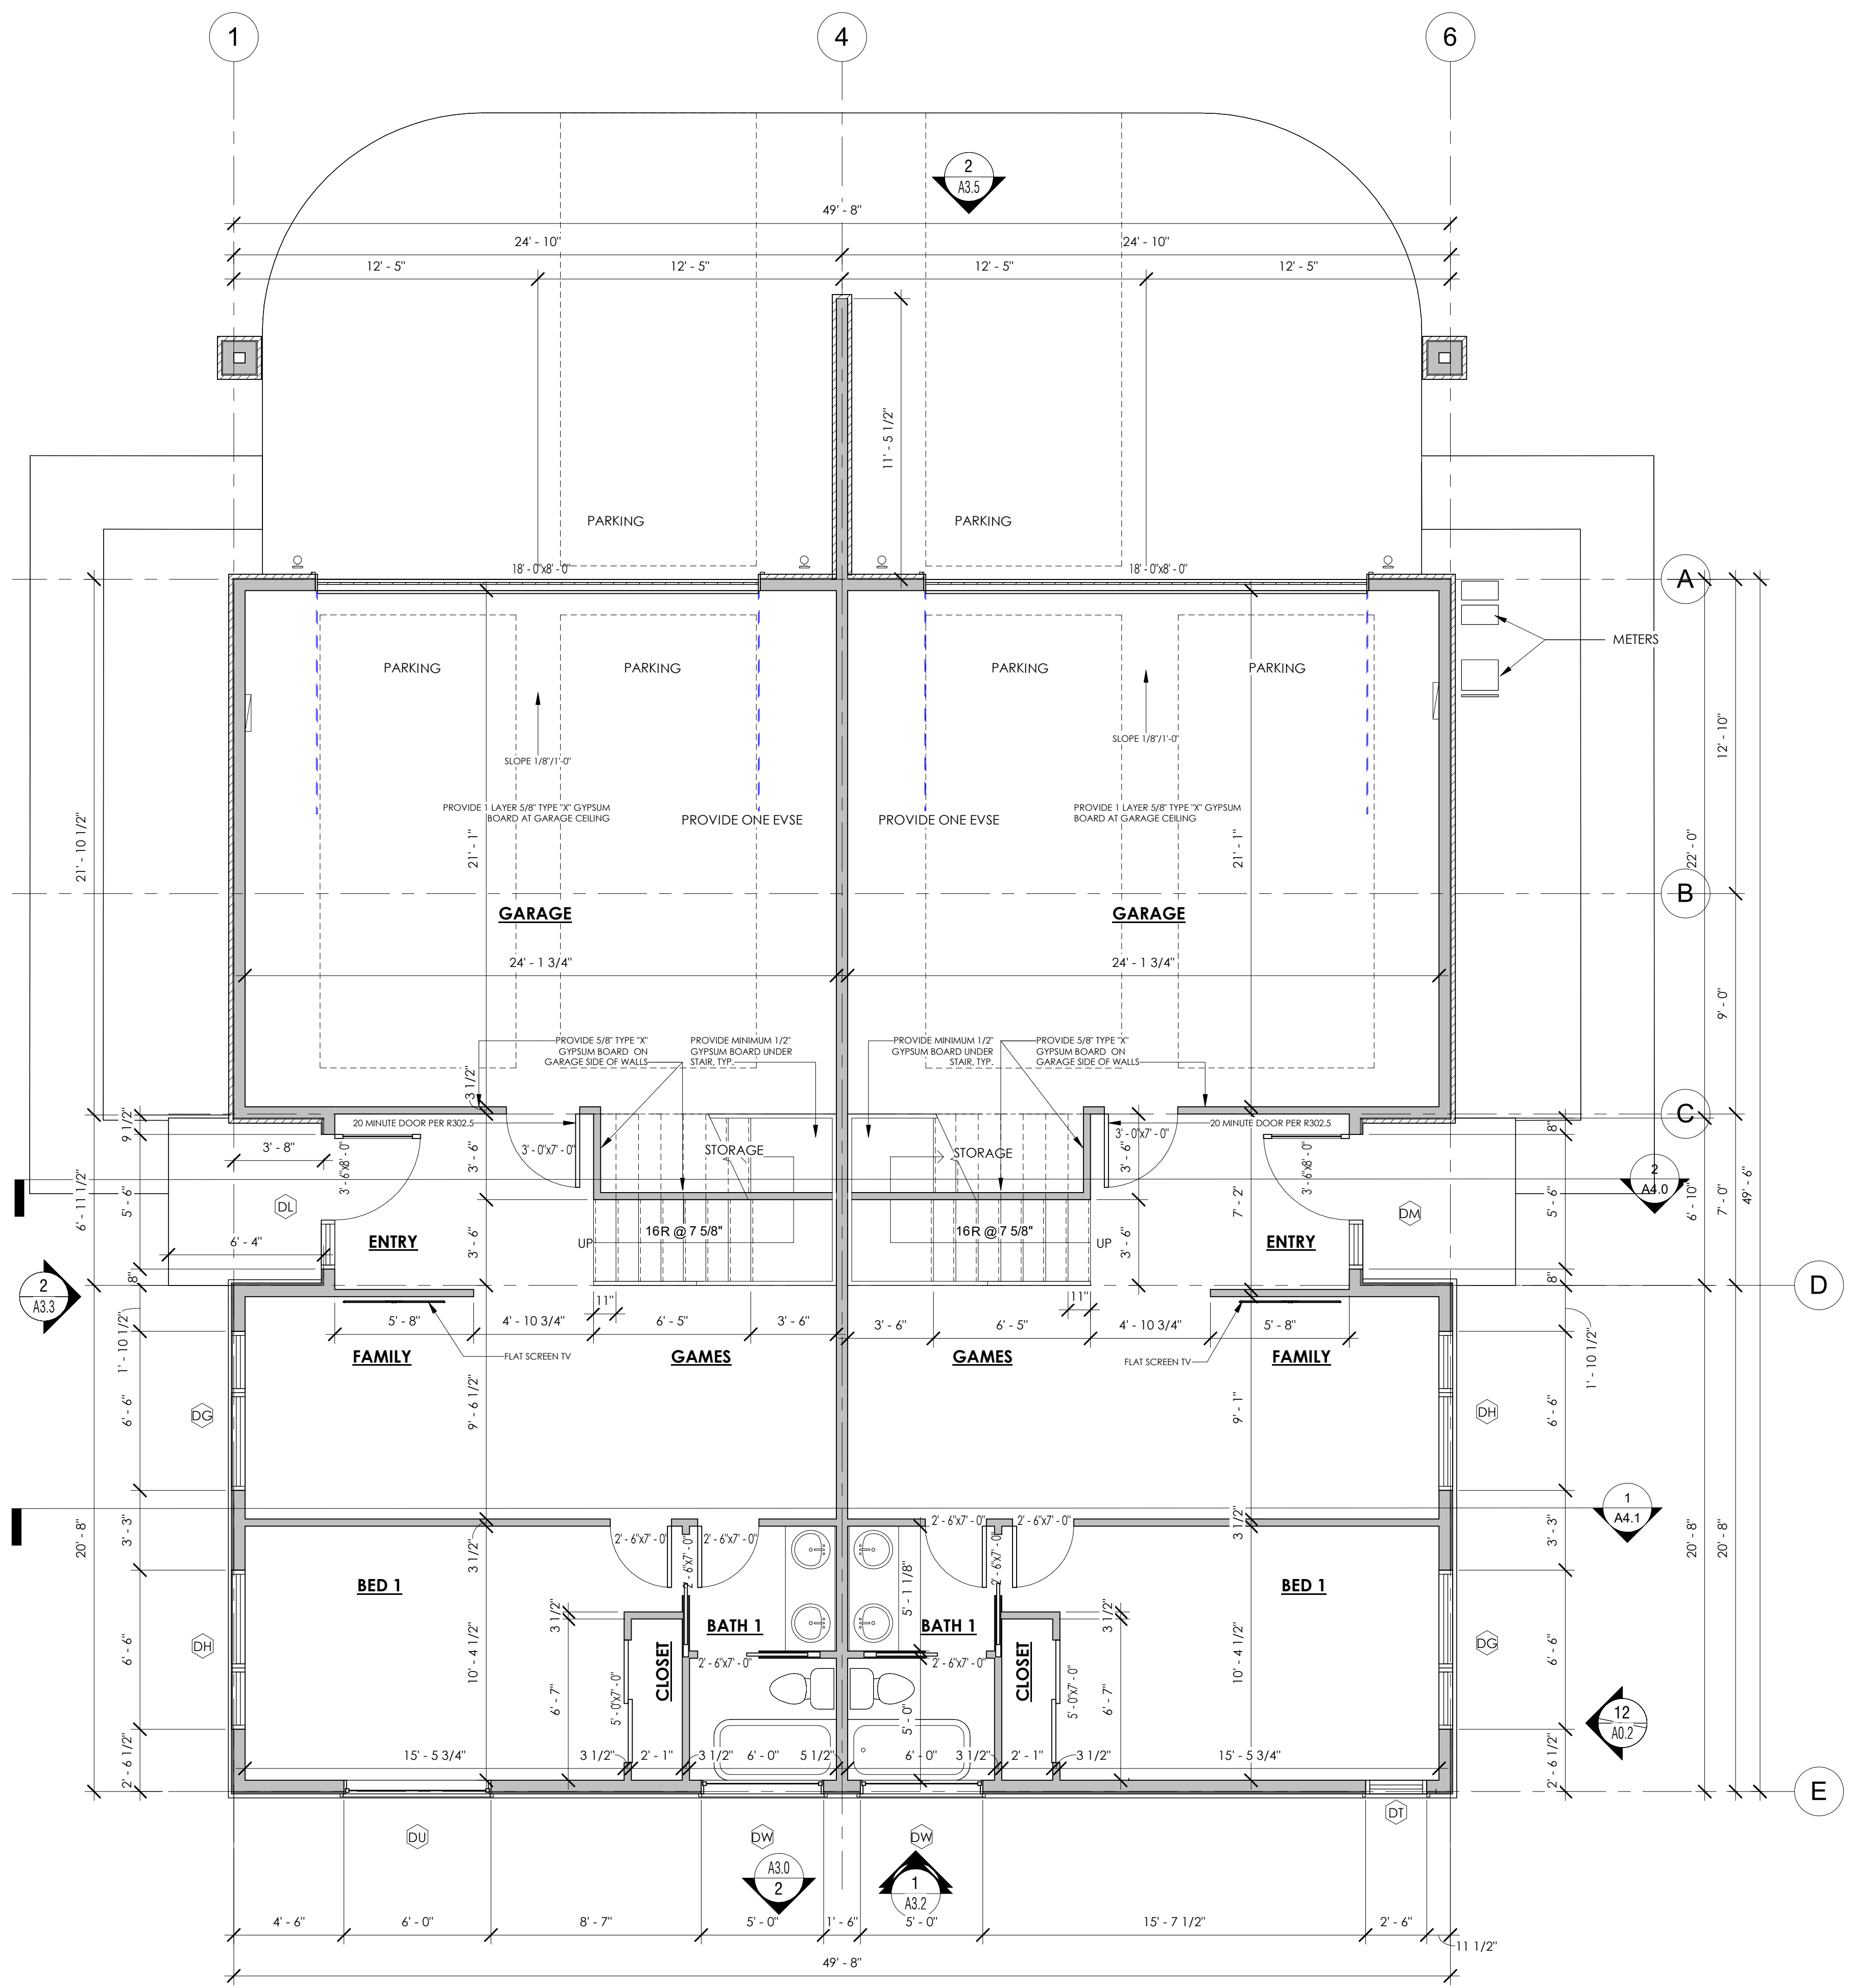 1
4
6
2
A3.5
49' - 8"
24' - 10"
24' - 10"
12' - 5"
12' - 5"
12' - 5"
12' - 5"
11' - 5 1/2"
PARKING
PARKING
18' - 0"x8' - 0"
18' - 0"x8' - 0"
A
METERS
PARKING
PARKING
PARKING
PARKING
SLOPE 1/8"/1'-0"
SLOPE 1/8"/1'-0"
12' - 10"
PROVIDE 1 LAYER 5/8" TYPE "X" GYPSUM
BOARD AT GARAGE CEILING
PROVIDE ONE EVSE
PROVIDE ONE EVSE
PROVIDE 1 LAYER 5/8" TYPE "X" GYPSUM
BOARD AT GARAGE CEILING
21' - 10 1/2"
21' - 1"
21' - 1"
22' - 0"
B
GARAGE
GARAGE
24' - 1 3/4"
24' - 1 3/4"
9' - 0"
PROVIDE 5/8" TYPE "X"
GYPSUM BOARD ON
GARAGE SIDE OF WALLS
PROVIDE MINIMUM 1/2"
GYPSUM BOARD UNDER
STAIR, TYP.
PROVIDE MINIMUM 1/2"
GYPSUM BOARD UNDER
STAIR, TYP.
PROVIDE 5/8" TYPE "X"
GYPSUM BOARD ON
GARAGE SIDE OF WALLS
3 1/2"
C
9 1/2"
20 MINUTE DOOR PER R302.5
20 MINUTE DOOR PER R302.5
8"
3' - 8"
3' - 6"x8' - 0"
3' - 6"
3' - 0"x7' - 0"
STORAGE
STORAGE
3' - 0"x7' - 0"
3' - 6"
3' - 6"x8' - 0"
2
A4.0
6' - 11 1/2"
5' - 6"
DL
7' - 2"
DM
5' - 6"
6' - 10"
7' - 0"
49' - 6"
6' - 4"
ENTRY
3' - 6"
UP
16R @ 7 5/8"
16R @ 7 5/8"
UP
3' - 6"
ENTRY
8"
8"
2
A3.3
D
11"
11"
5' - 8"
4' - 10 3/4"
6' - 5"
3' - 6"
3' - 6"
6' - 5"
4' - 10 3/4"
5' - 8"
1' - 10 1/2"
1' - 10 1/2"
FAMILY
FLAT SCREEN TV
GAMES
GAMES
FLAT SCREEN TV
FAMILY
6' - 6"
DG
9' - 6 1/2"
9' - 1"
DH
6' - 6"
1
A4.1
20' - 8"
3' - 3"
3 1/2"
2' - 6"x7' - 0"
2' - 6"x7' - 0"
2' - 6"x7' - 0"
2' - 6"x7' - 0"
2' - 6"x7' - 0"
2' - 6"x7' - 0"
3 1/2"
3' - 3"
20' - 8"
20' - 8"
BED 1
BED 1
5' - 1 1/8"
3 1/2"
BATH 1
BATH 1
3 1/2"
6' - 6"
DH
10' - 4 1/2"
CLOSET
2' - 6"x7' - 0"
2' - 6"x7' - 0"
CLOSET
10' - 4 1/2"
DG
6' - 6"
6' - 7"
5' - 0"x7' - 0"
5' - 0"
5' - 0"x7' - 0"
6' - 7"
12
A0.2
2' - 6 1/2"
15' - 5 3/4"
3 1/2"
2' - 1"
3 1/2"
6' - 0"
5 1/2"
6' - 0"
3 1/2"
2' - 1"
3 1/2"
15' - 5 3/4"
2' - 6 1/2"
E
DT
DU
DW
DW
A3.0
2
1
A3.2
4' - 6"
6' - 0"
8' - 7"
5' - 0"
1' - 6"
5' - 0"
15' - 7 1/2"
2' - 6"
11 1/2"
49' - 8"